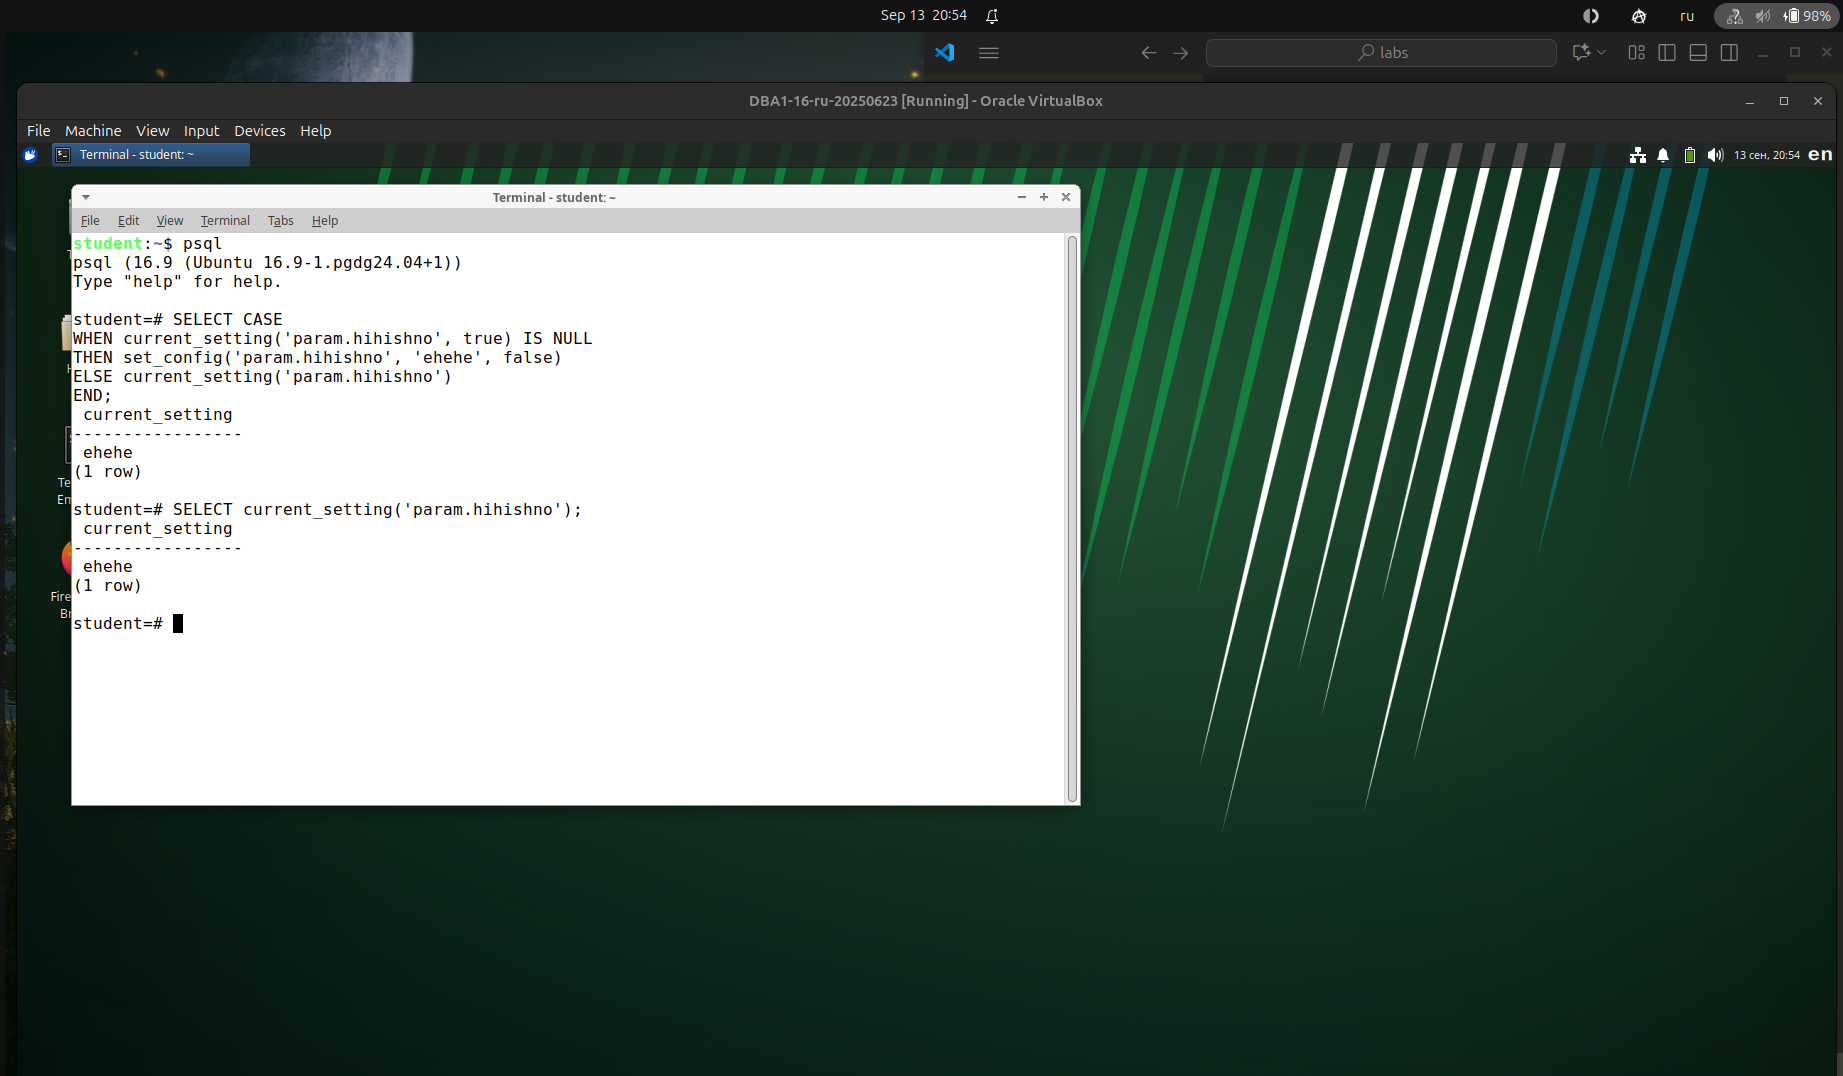 Sep 13 20:54
ru
98%
labs
DBA1-16-ru-20250623 [Running] - Oracle VirtualBox
File Machine View Input Devices Help
Terminal - student: ~
13 сен, 20:54 en
Terminal - student: ~
File Edit View Terminal Tabs Help
student:~$ psql
psql (16.9 (Ubuntu 16.9-1.pgdg24.04+1))
Type "help" for help.
student=# SELECT CASE
WHEN current_setting('param.hihishno', true) IS NULL
THEN set_config('param.hihishno', 'ehehe', false)
ELSE current_setting('param.hihishno')
END;
current_setting
-----------------
ehehe
(1 row)
student=# SELECT current_setting('param.hihishno');
current_setting
-----------------
ehehe
(1 row)
student=#
Te
Em
Fire
Br